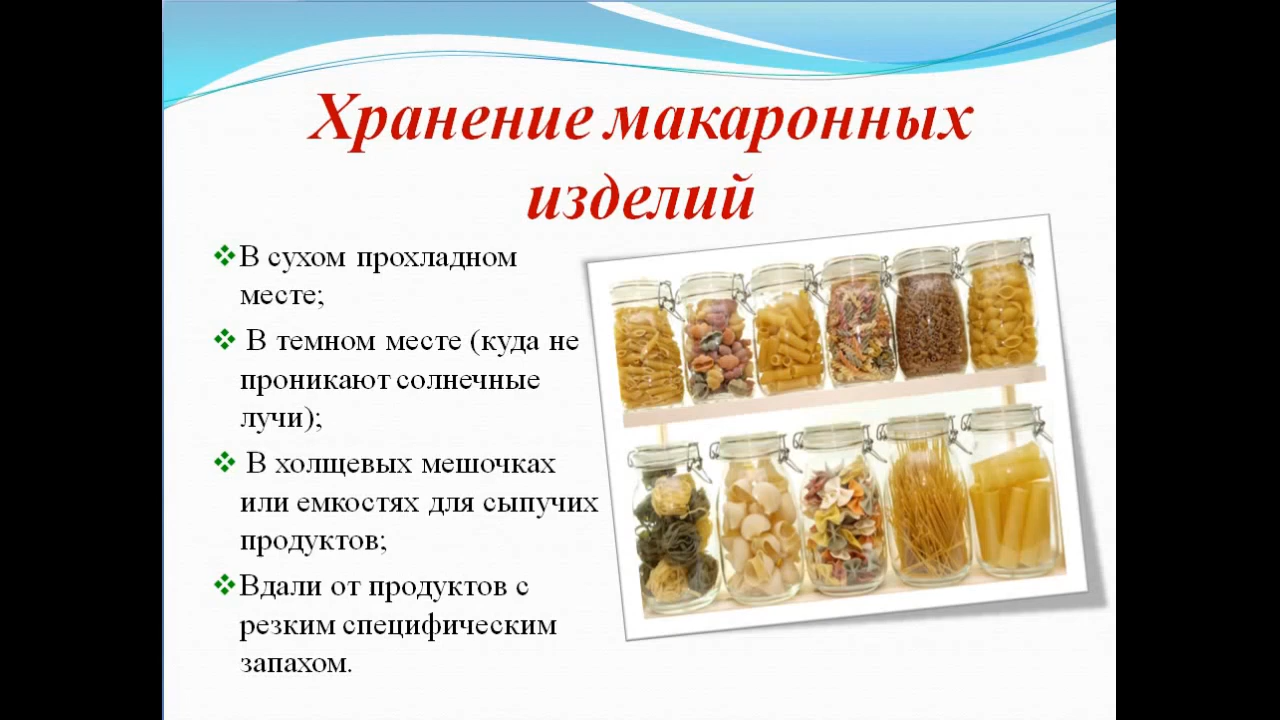 Хранение макаронных
изделий
В сухом прохладном
месте;
В темном месте (куда не
проникают солнечные
лучи);
В холщевых мешочках
или емкостях для сыпучих
продуктов;
Вдали от продуктов с
резким специфическим
запахом.